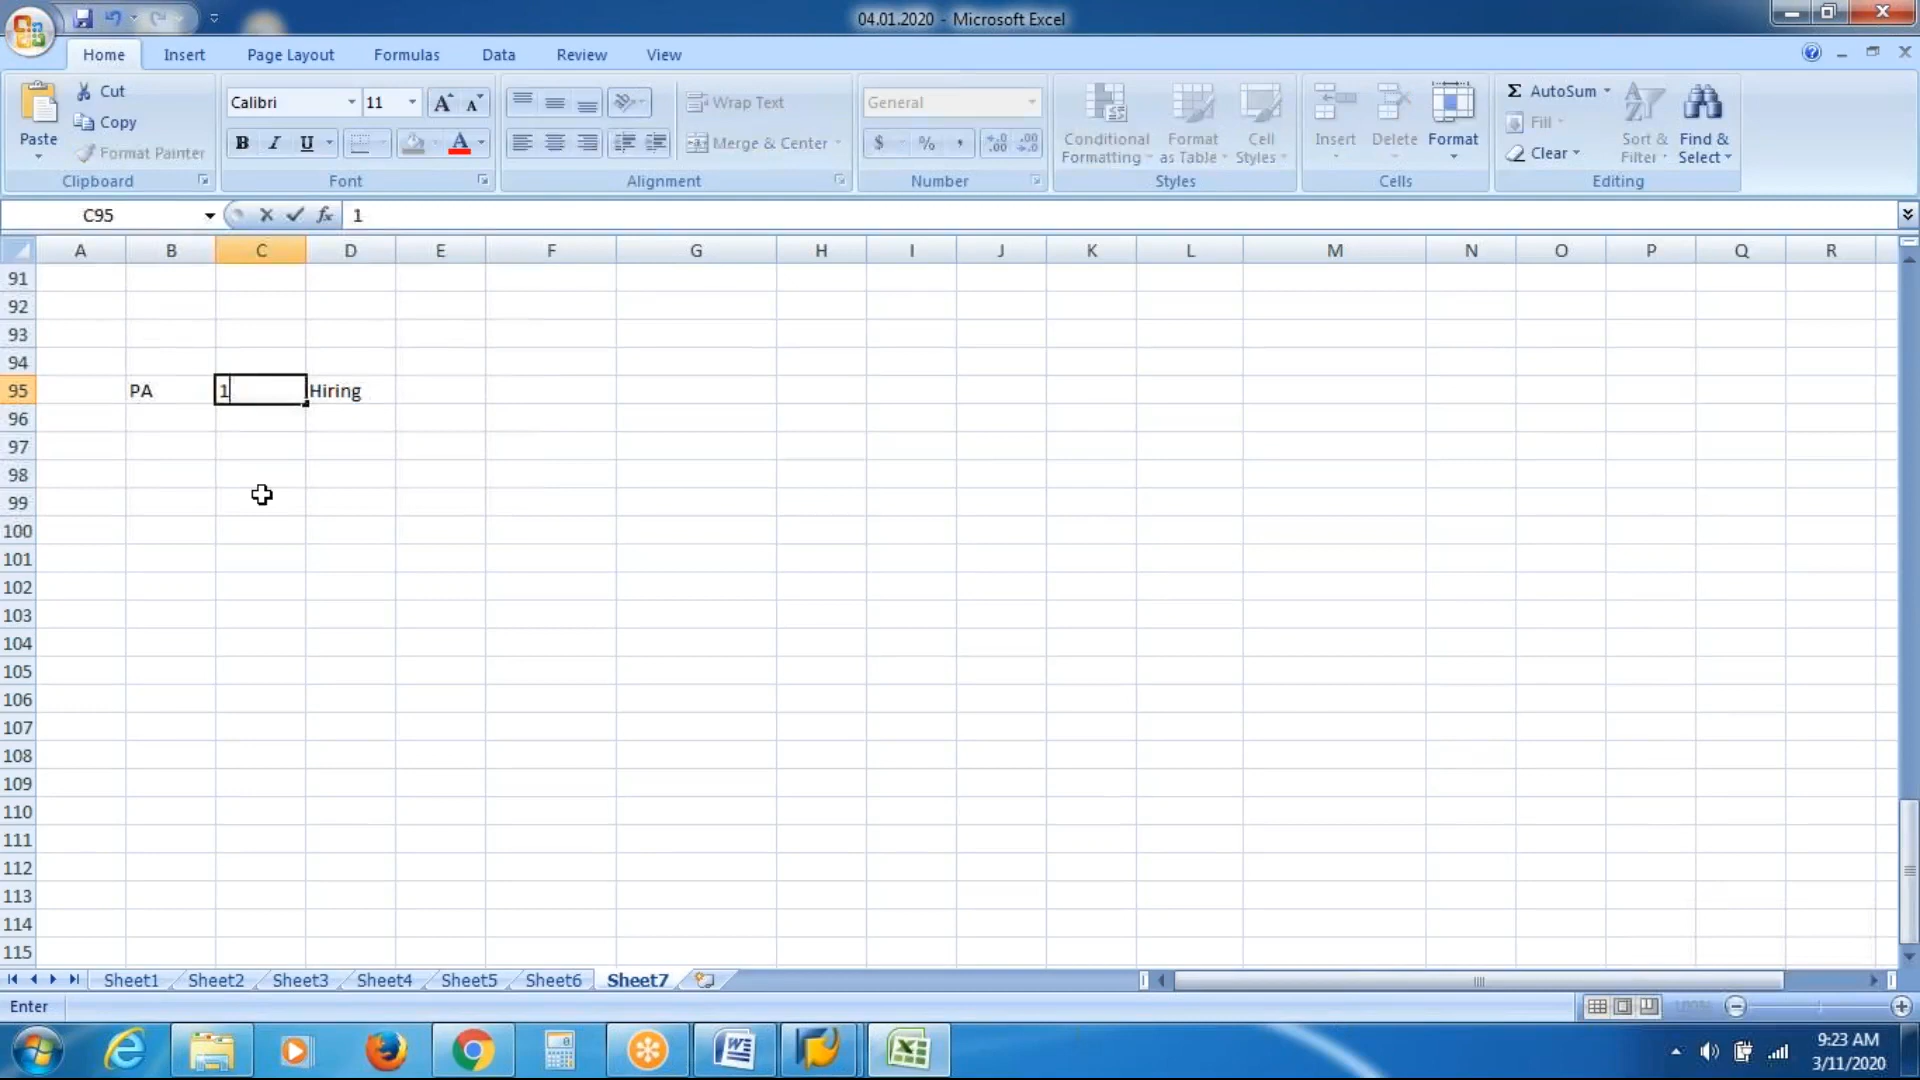 04.01.2020 - Microsoft Excel
Home Insert Page Layout Formulas Data Review View
Paste
Cut
Copy
Format Painter
Clipboard
Calibri 11
B I U
Font
Wrap Text
Merge & Center
Alignment
General
$ % ,
Number
Conditional Formatting
Format as Table
Cell Styles
Styles
Insert Delete Format
Cells
Σ AutoSum
Fill
Clear
Sort & Filter
Find & Select
Editing
C95 fx 1
A B C D E F G H I J K L M N O P Q R
91
92
93
94
95 PA 1 Hiring
96
97
98
99
100
101
102
103
104
105
106
107
108
109
110
111
112
113
114
115
Sheet1 Sheet2 Sheet3 Sheet4 Sheet5 Sheet6 Sheet7
Enter 100%
9:23 AM
3/11/2020